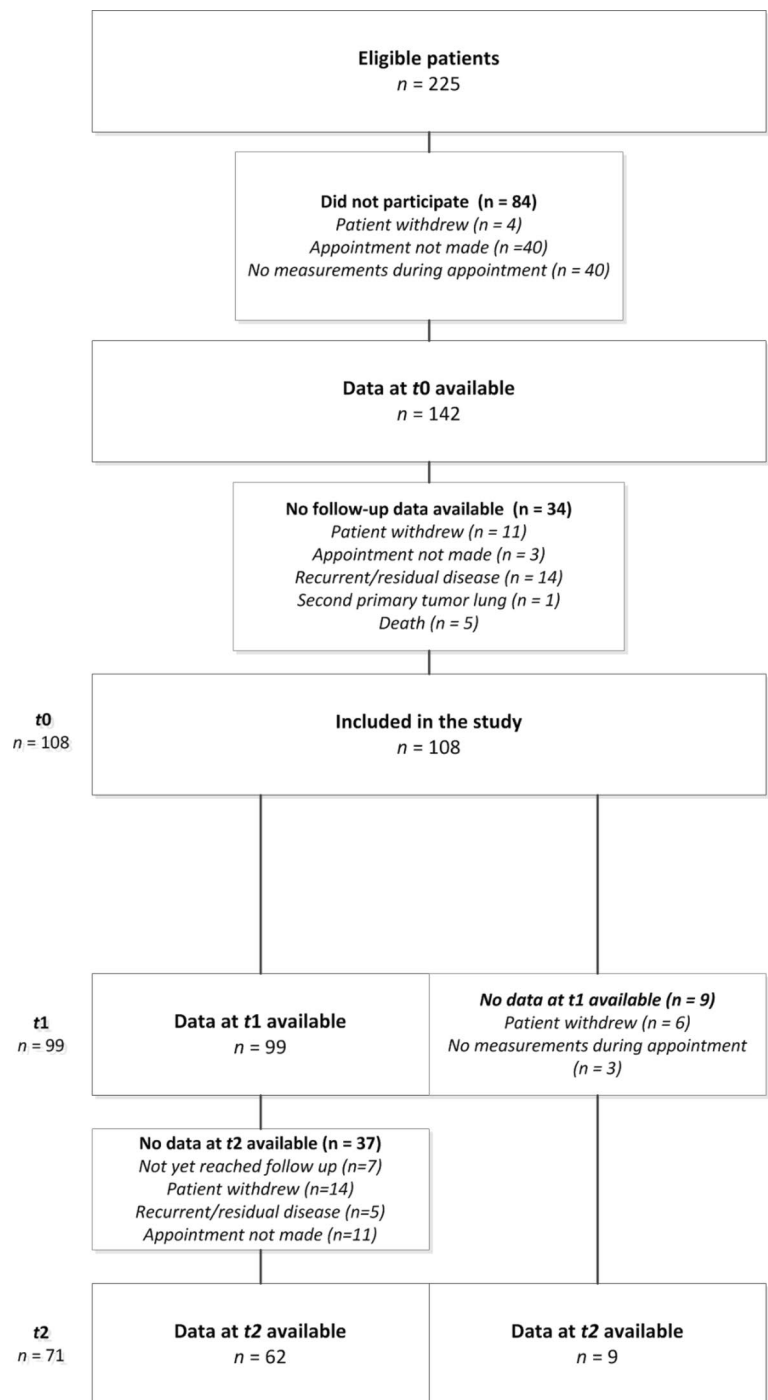 Eligible patients
n = 225
Did not participate (n = 84)
Patient withdrew (n = 4)
Appointment not made (n =40)
No measurements during appointment (n = 40)
Data at t0 available
n = 142
No follow-up data available (n = 34)
Patient withdrew (n = 11)
Appointment not made (n = 3)
Recurrent/residual disease (n = 14)
Second primary tumor lung (n = 1)
Death (n = 5)
t0
n = 108
Included in the study
n = 108
t1
n = 99
Data at t1 available
n = 99
No data at t1 available (n = 9)
Patient withdrew (n = 6)
No measurements during appointment
(n = 3)
No data at t2 available (n = 37)
Not yet reached follow up (n=7)
Patient withdrew (n=14)
Recurrent/residual disease (n=5)
Appointment not made (n=11)
t2
n = 71
Data at t2 available
n = 62
Data at t2 available
n = 9